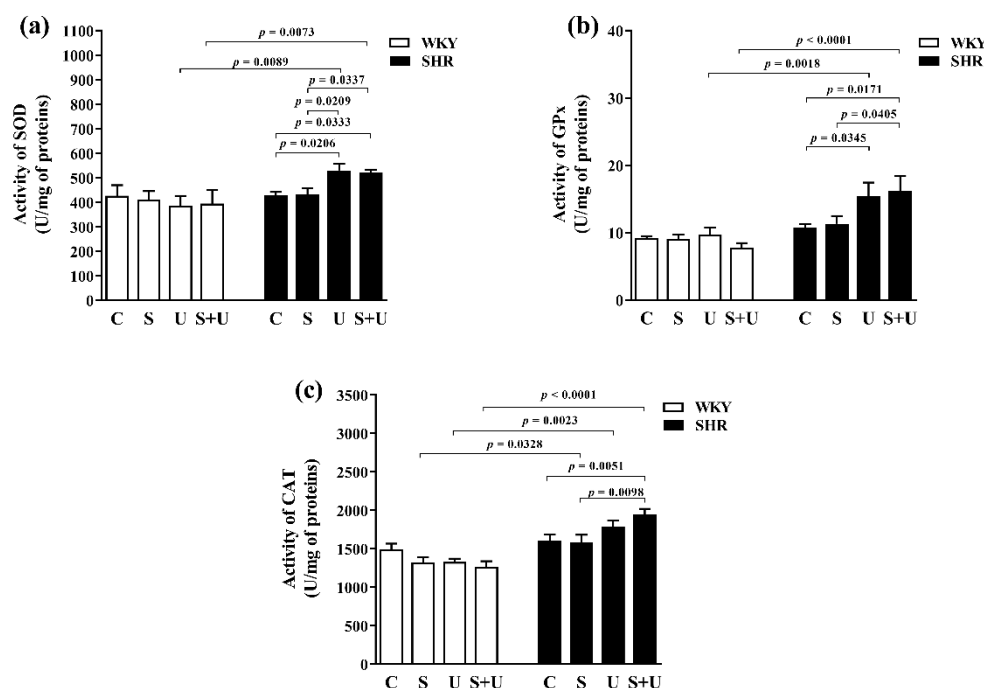 (a)
Activity of SOD
(U/mg of proteins)
1100
1000
900
800
700
600
500
400
300
200
100
0
p = 0.0073
p = 0.0089
p = 0.0337
p = 0.0209
p = 0.0333
p = 0.0206
WKY
SHR
C S U S+U C S U S+U
(b)
Activity of GPx
(U/mg of proteins)
40
30
20
10
0
p < 0.0001
p = 0.0018
p = 0.0171
p = 0.0405
p = 0.0345
WKY
SHR
C S U S+U C S U S+U
(c)
Activity of CAT
(U/mg of proteins)
3500
3000
2500
2000
1500
1000
500
0
p < 0.0001
p = 0.0023
p = 0.0328
p = 0.0051
p = 0.0098
WKY
SHR
C S U S+U C S U S+U